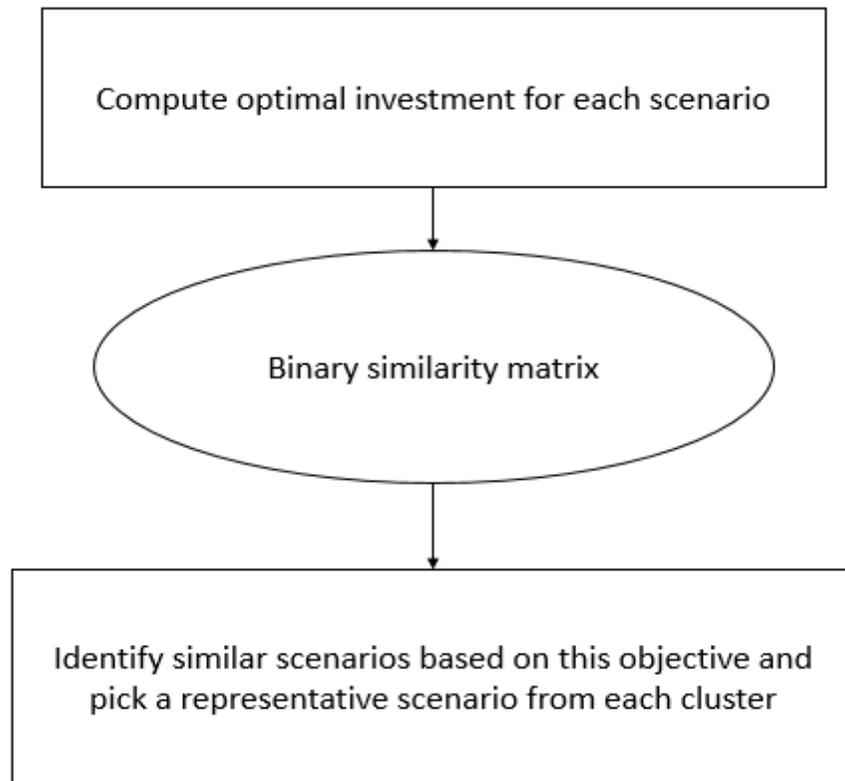 Compute optimal investment for each scenario
Binary similarity matrix
Identify similar scenarios based on this objective and
pick a representative scenario from each cluster